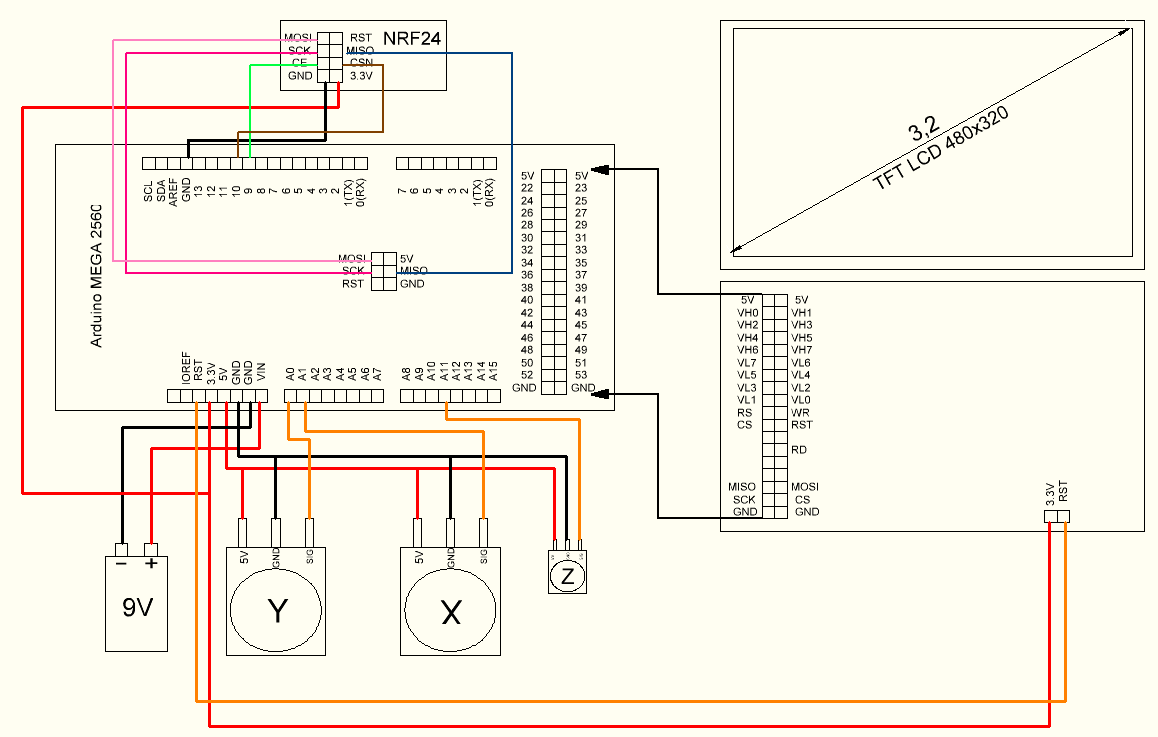 NRF24
MOSI RST
SCK MISO
CE CSN
GND 3.3V
3,2
TFT LCD 480x320
Arduino MEGA 2560
SCL
SDA
AREF
GND
13
12
11
10
9
8
7
6
5
4
3
2
1(TX)
0(RX)
7
6
5
4
3
2
1(TX)
0(RX)
MOSI 5V
SCK MISO
RST GND
5V 5V
22 23
24 25
26 27
28 29
30 31
32 33
34 35
36 37
38 39
40 41
42 43
44 45
46 47
48 49
50 51
52 53
GND GND
IOREF
RST
3.3V
5V
GND
GND
VIN
A0
A1
A2
A3
A4
A5
A6
A7
A8
A9
A10
A11
A12
A13
A14
A15
5V 5V
VH0 VH1
VH2 VH3
VH4 VH5
VH6 VH7
VL7 VL6
VL5 VL4
VL3 VL2
VL1 VL0
RS WR
CS RST
RD
MISO MOSI
SCK CS
GND GND
3.3V
RST
− +
9V
5V
GND
SIG
Y
5V
GND
SIG
X
Z